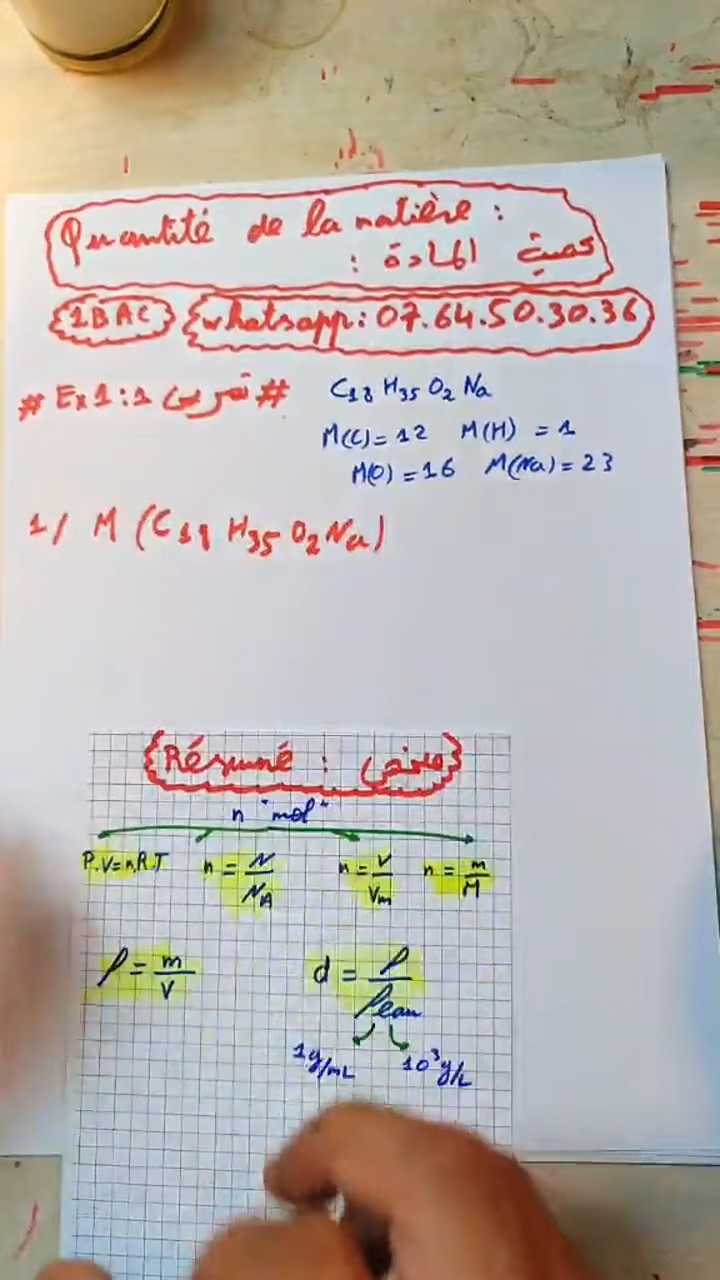 Quantité de la matière :
كمية المادة :
1BAC whatsapp: 07.64.50.30.36
# Ex1 : تمرين 1 #
C18 H35 O2 Na
M(C)= 12 M(H) = 1
M(O) = 16 M(Na) = 23
1/ M (C18 H35 O2 Na)
Résumé : ملخص
n "mol"
P.V=n.R.T n = N/NA n = V/Vm n = m/M
ρ = m/V d = ρ/ρeau
1g/mL 10³g/L